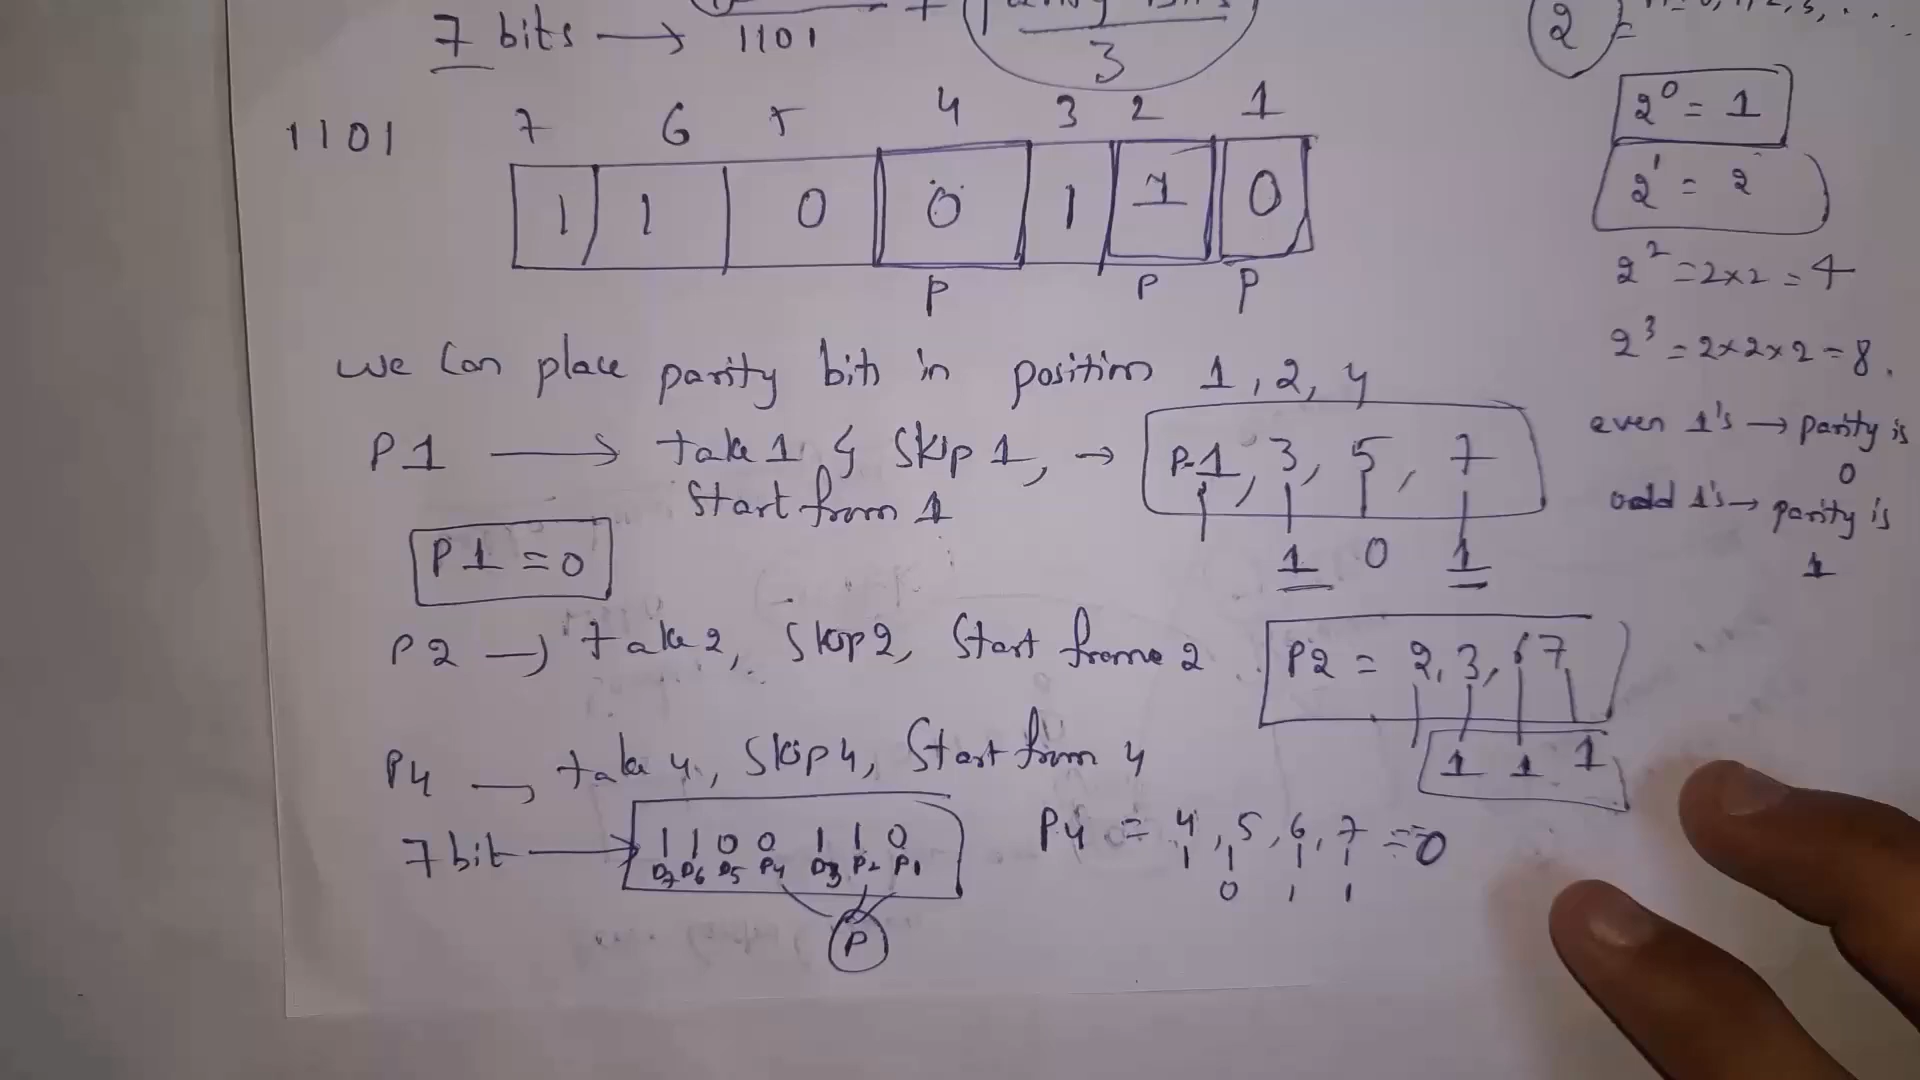 7 bits → 1101 +
3
2 =
2⁰ = 1
2¹ = 2
2² = 2×2 = 4
2³ = 2×2×2 = 8.
even 1's → parity is
0
odd 1's → parity is
1
1101 7 6 5 4 3 2 1
1 1 0 0 1 1 0
P P P
we can place parity bits in position 1, 2, 4
P1 → take 1 & skip 1, → P-1, 3, 5, 7
start from 1
1 0 1
P1 = 0
P2 → take 2, skip 2, start from 2 P2 = 2, 3, 6 7
1 1 1
P4 → take 4, skip 4, start from 4
7 bit → 1 1 0 0 1 1 0 P4 = 4, 5, 6, 7 = 0
D7 D6 D5 P4 D3 P2 P1 0 1 1
P